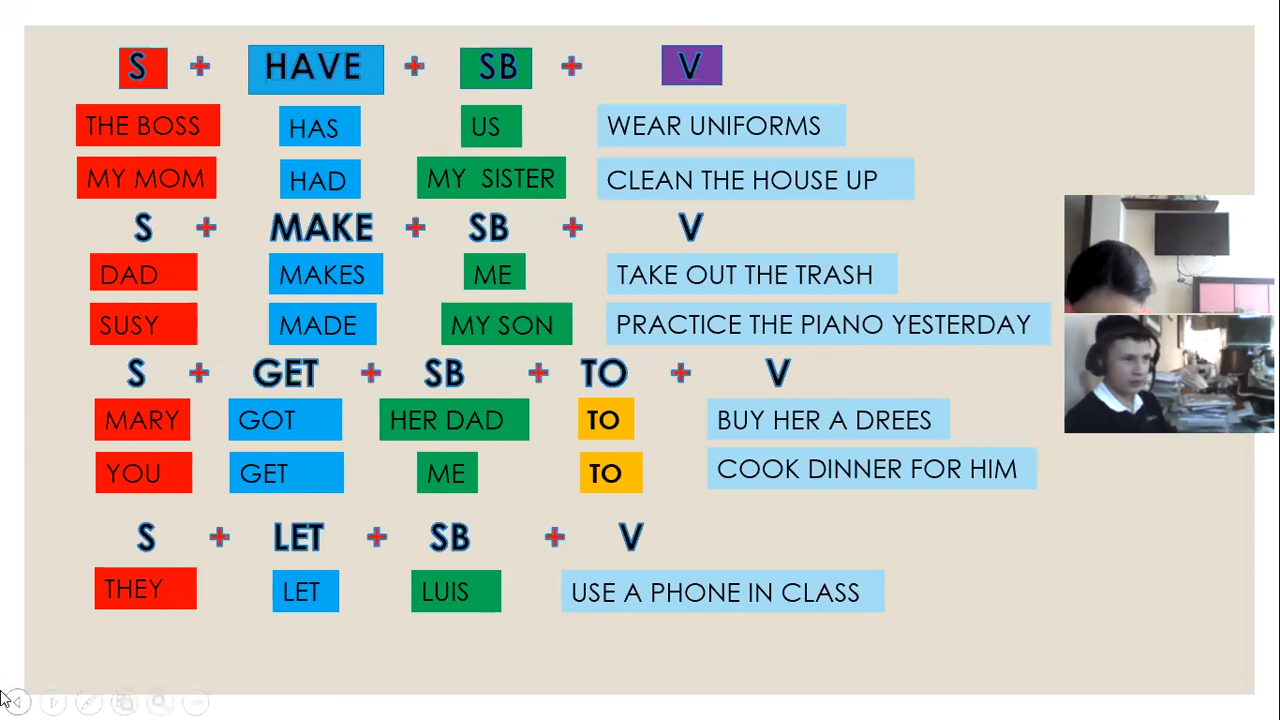 S + HAVE + SB + V
THE BOSS HAS US WEAR UNIFORMS
MY MOM HAD MY SISTER CLEAN THE HOUSE UP
S + MAKE + SB + V
DAD MAKES ME TAKE OUT THE TRASH
SUSY MADE MY SON PRACTICE THE PIANO YESTERDAY
S + GET + SB + TO + V
MARY GOT HER DAD TO BUY HER A DREES
YOU GET ME TO COOK DINNER FOR HIM
S + LET + SB + V
THEY LET LUIS USE A PHONE IN CLASS